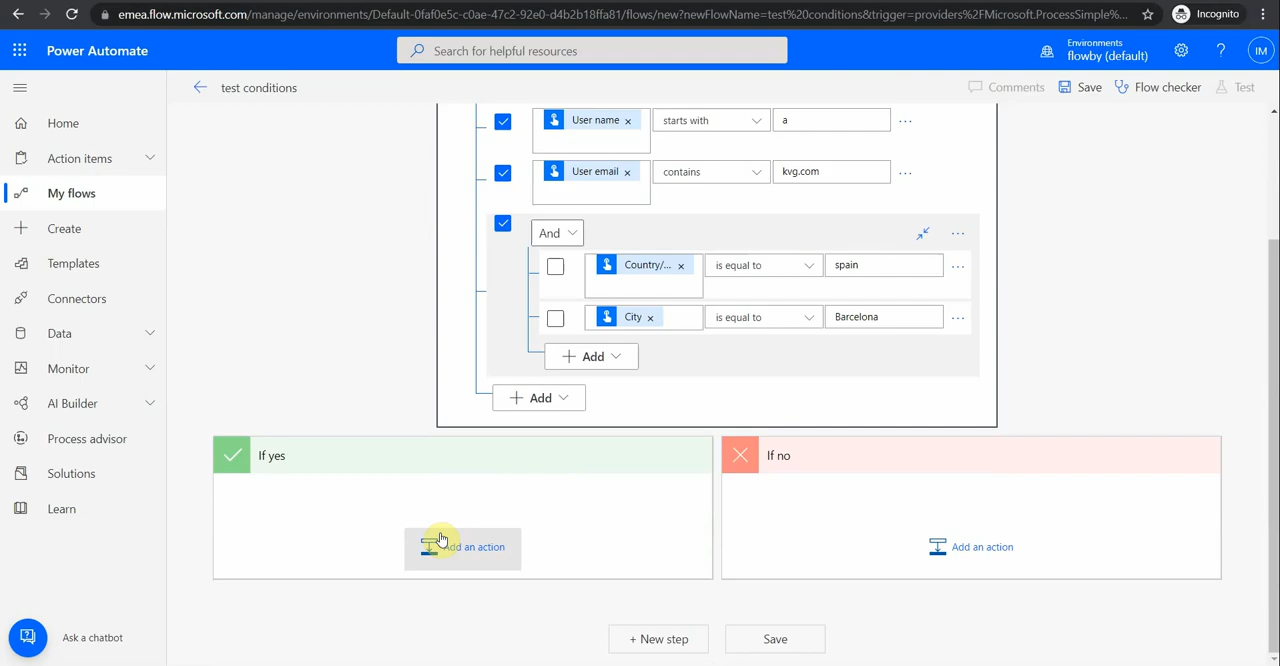 emea.flow.microsoft.com/manage/environments/Default-0faf0e5c-c0ae-47c2-92e0-d4b2b18ffa81/flows/new?newFlowName=test%20conditions&trigger=providers%2FMicrosoft.ProcessSimple%...
Incognito
Power Automate
Search for helpful resources
Environments
flowby (default)
?
IM
test conditions
Comments
Save
Flow checker
Test
Home
Action items
My flows
Create
Templates
Connectors
Data
Monitor
AI Builder
Process advisor
Solutions
Learn
Ask a chatbot
User name × starts with a ...
User email × contains kvg.com ...
And ...
Country/... × is equal to spain ...
City × is equal to Barcelona ...
+ Add
+ Add
If yes
If no
Add an action
Add an action
+ New step
Save